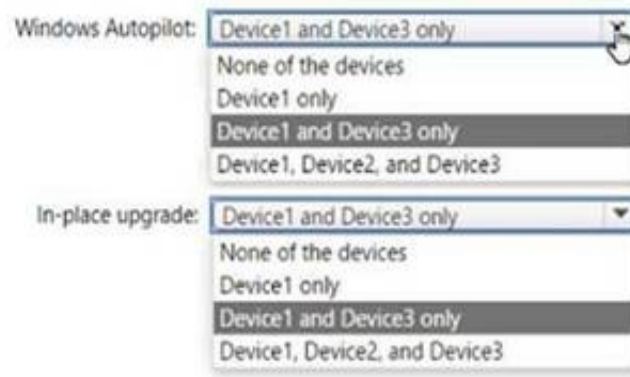 Windows Autopilot: Device1 and Device3 only
None of the devices
Device1 only
Device1 and Device3 only
Device1, Device2, and Device3
In-place upgrade: Device1 and Device3 only
None of the devices
Device1 only
Device1 and Device3 only
Device1, Device2, and Device3